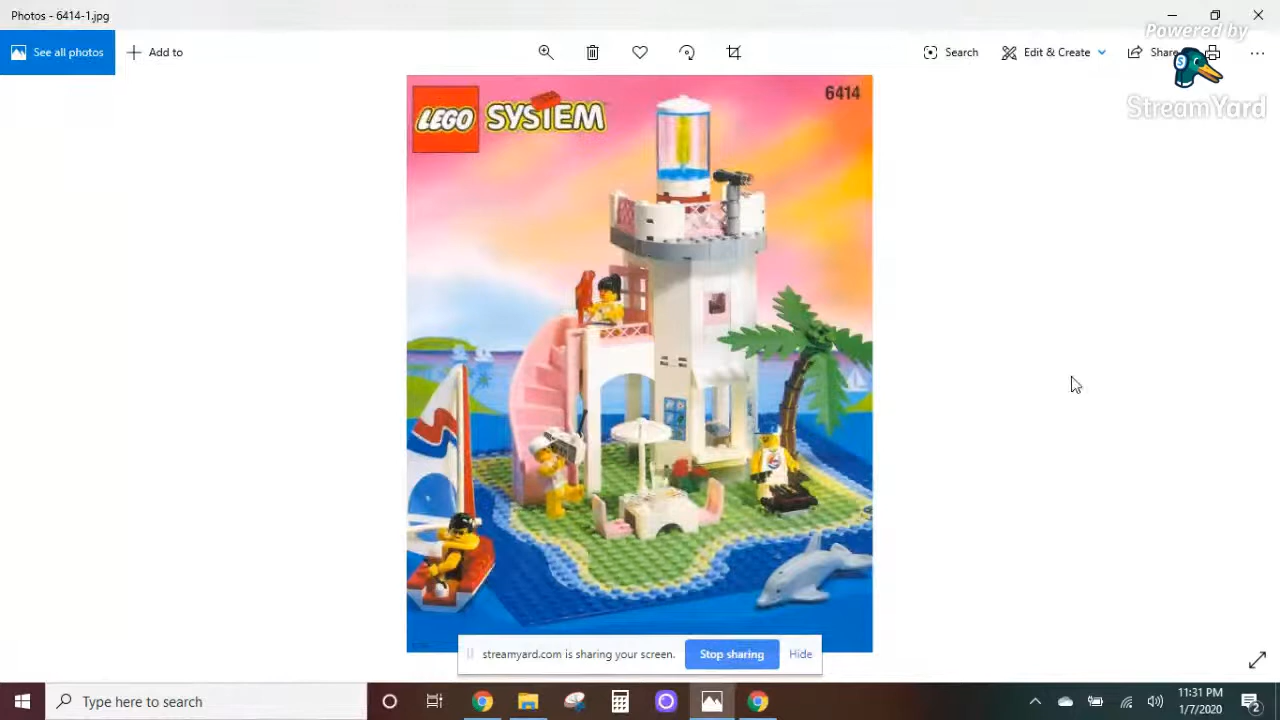 Photos - 6414-1.jpg
Powered by
See all photos
Add to
Search
Edit & Create
Share
StreamYard
LEGO SYSTEM
6414
streamyard.com is sharing your screen.
Stop sharing
Hide
Type here to search
11:31 PM
1/7/2020
2